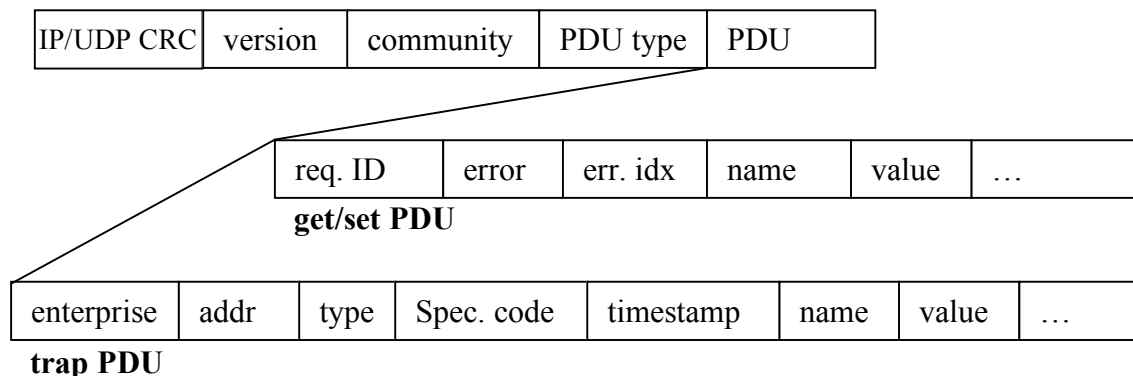 IP/UDP CRC version community PDU type PDU
req. ID error err. idx name value …
get/set PDU
enterprise addr type Spec. code timestamp name value …
trap PDU